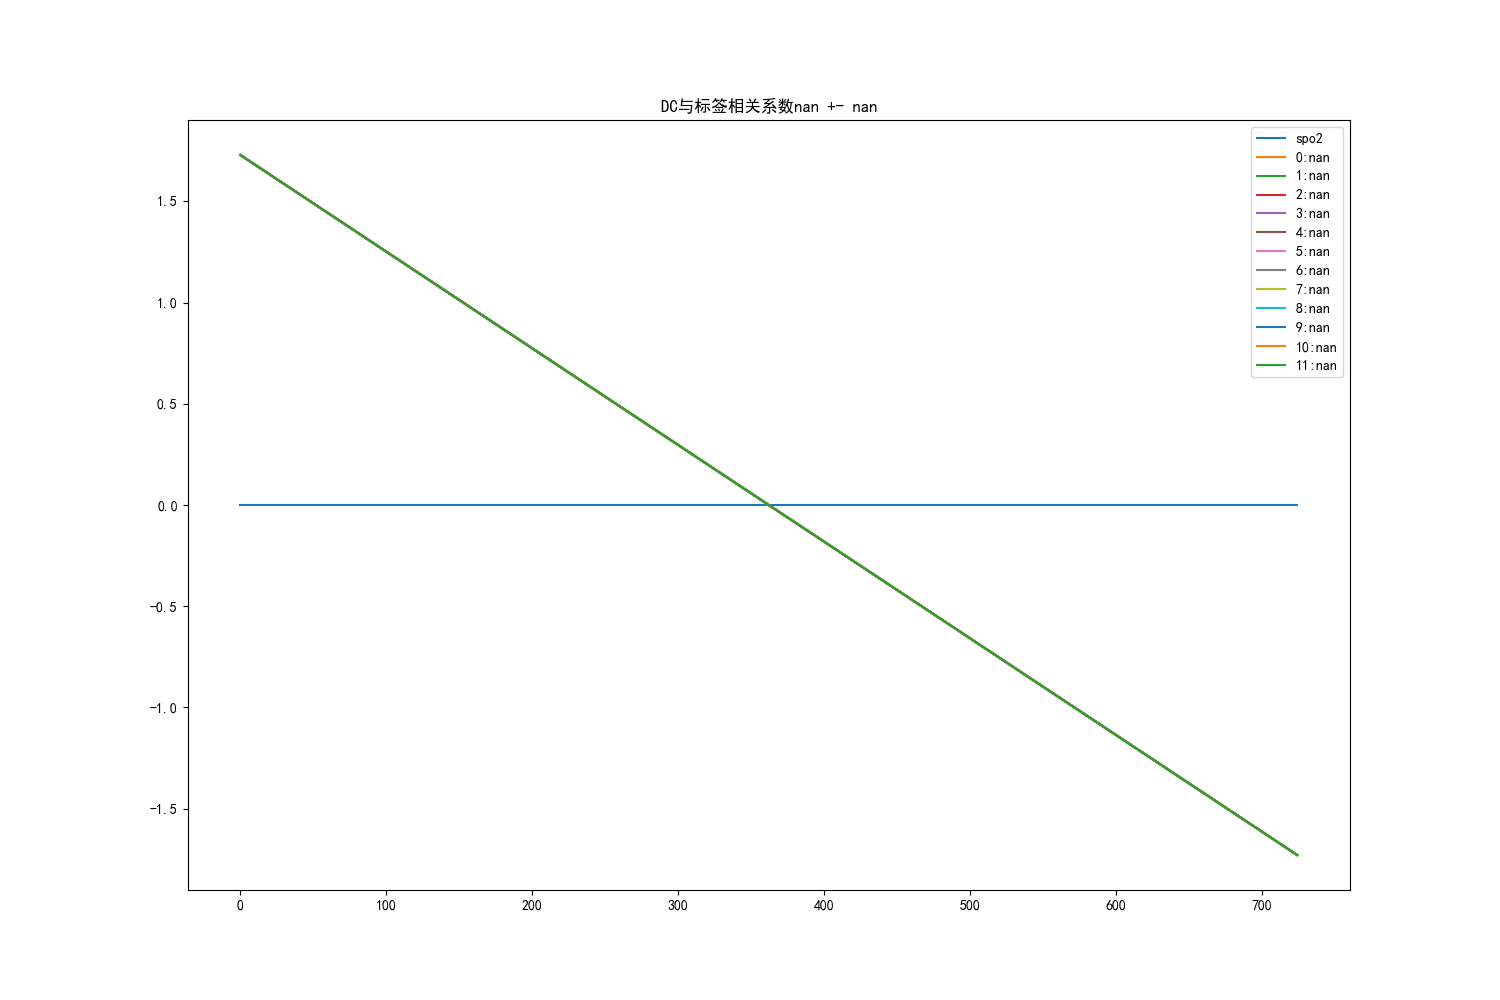 DC与标签相关系数nan +- nan
spo2
0:nan
1:nan
2:nan
3:nan
4:nan
5:nan
6:nan
7:nan
8:nan
9:nan
10:nan
11:nan
1.5
1.0
0.5
0.0
-0.5
-1.0
-1.5
0 100 200 300 400 500 600 700